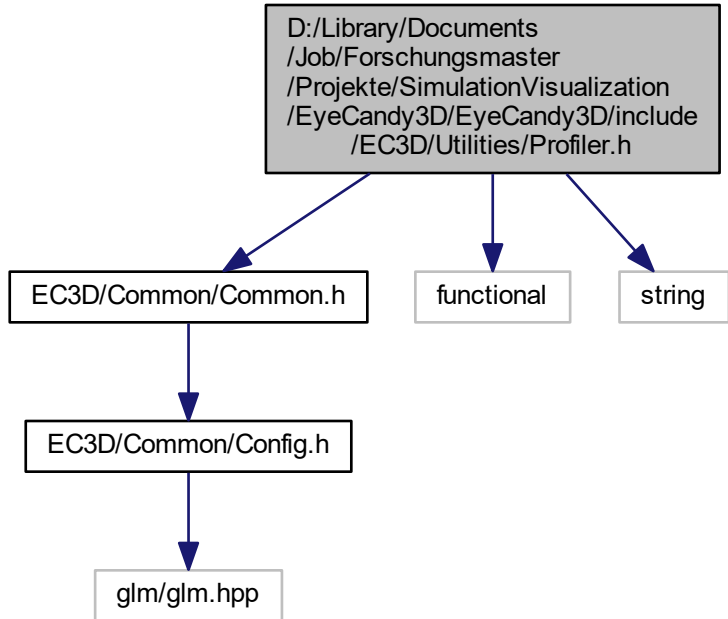 D:/Library/Documents
/Job/Forschungsmaster
/Projekte/SimulationVisualization
/EyeCandy3D/EyeCandy3D/include
/EC3D/Utilities/Profiler.h
EC3D/Common/Common.h
functional
string
EC3D/Common/Config.h
glm/glm.hpp